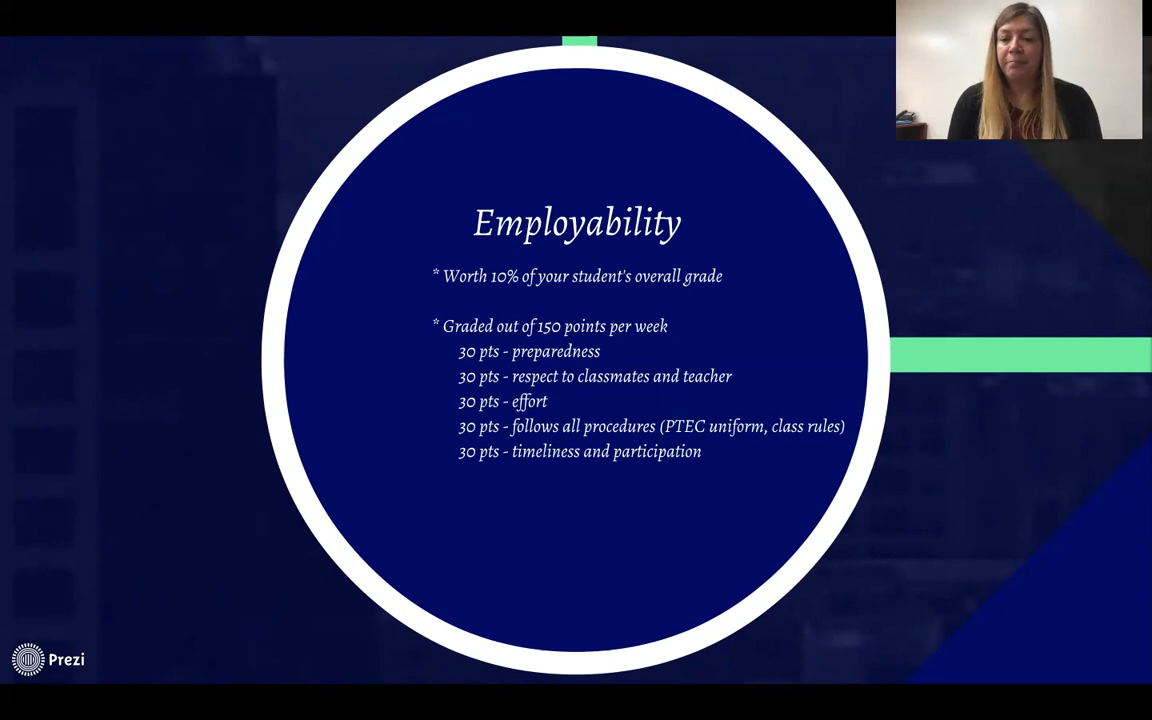 Employability
* Worth 10% of your student's overall grade
* Graded out of 150 points per week
30 pts - preparedness
30 pts - respect to classmates and teacher
30 pts - effort
30 pts - follows all procedures (PTEC uniform, class rules)
30 pts - timeliness and participation
Prezi